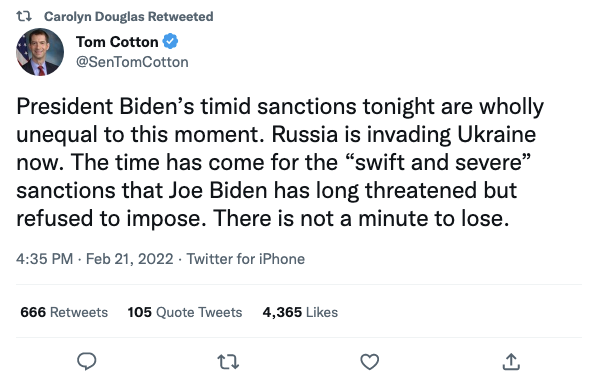 Carolyn Douglas Retweeted
Tom Cotton
@SenTomCotton
President Biden’s timid sanctions tonight are wholly
unequal to this moment. Russia is invading Ukraine
now. The time has come for the “swift and severe”
sanctions that Joe Biden has long threatened but
refused to impose. There is not a minute to lose.
4:35 PM · Feb 21, 2022 · Twitter for iPhone
666 Retweets 105 Quote Tweets 4,365 Likes